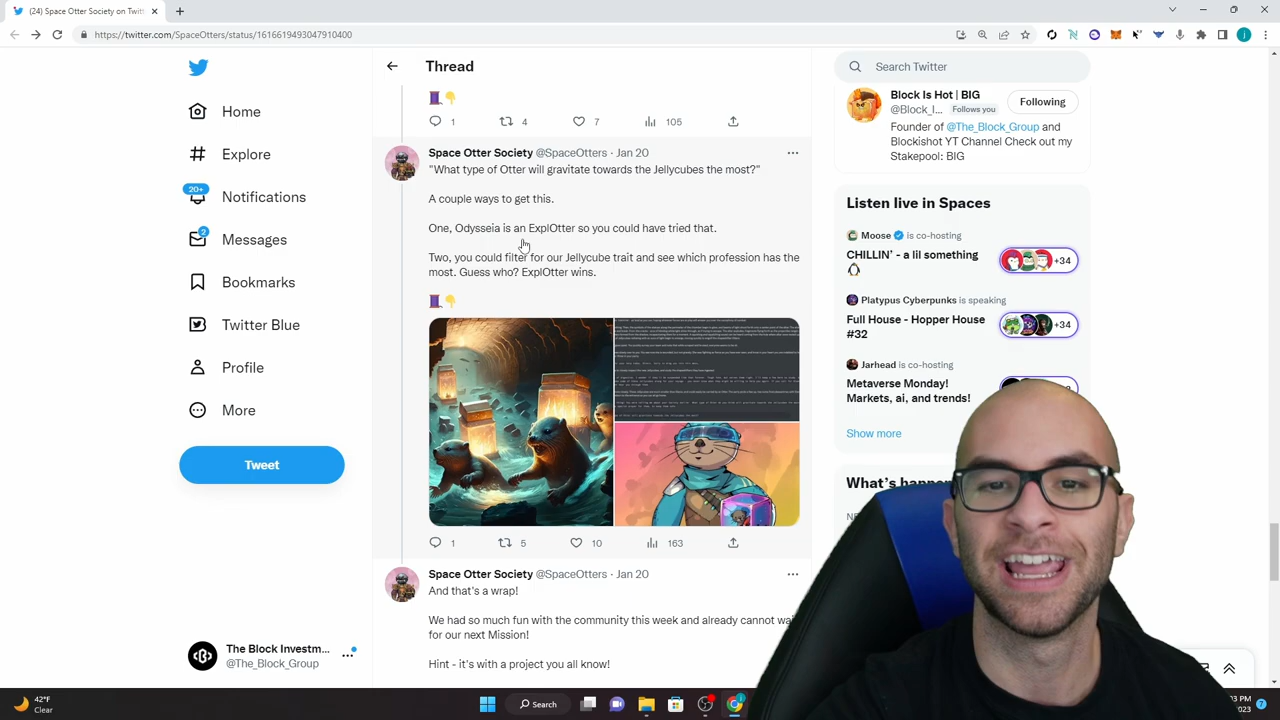 (24) Space Otter Society on Twitt
https://twitter.com/SpaceOtters/status/1616619493047910400
Home
Explore
20+
Notifications
2
Messages
Bookmarks
Twitter Blue
Profile
More
Tweet
The Block Investm...
@The_Block_Group
Thread
1 4 7 105
Space Otter Society @SpaceOtters · Jan 20
"What type of Otter will gravitate towards the Jellycubes the most?"
A couple ways to get this.
One, Odysseia is an ExplOtter so you could have tried that.
Two, you could filter for our Jellycube trait and see which profession has the
most. Guess who? ExplOtter wins.
1 5 10 163
Space Otter Society @SpaceOtters · Jan 20
And that's a wrap!
We had so much fun with the community this week and already cannot wai
for our next Mission!
Hint - it's with a project you all know!
Search Twitter
Block Is Hot | BIG
@Block_I... Follows you
Following
Founder of @The_Block_Group and
Blockishot YT Channel Check out my
Stakepool: BIG
Listen live in Spaces
Moose is co-hosting
CHILLIN' - a lil something
+34
Platypus Cyberpunks is speaking
Full House - Hopper House
#32
Jarhead is co-hosting
Metaverse Monday!
Markets, ai, and trends!
Show more
What's happen
42°F
Clear
Search